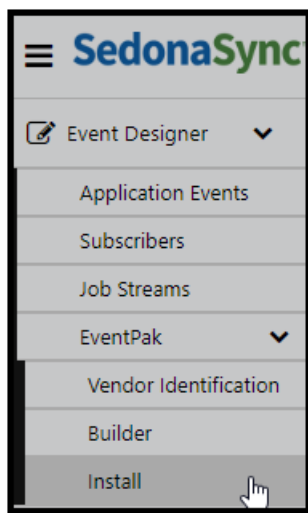 SedonaSync
Event Designer
Application Events
Subscribers
Job Streams
EventPak
Vendor Identification
Builder
Install